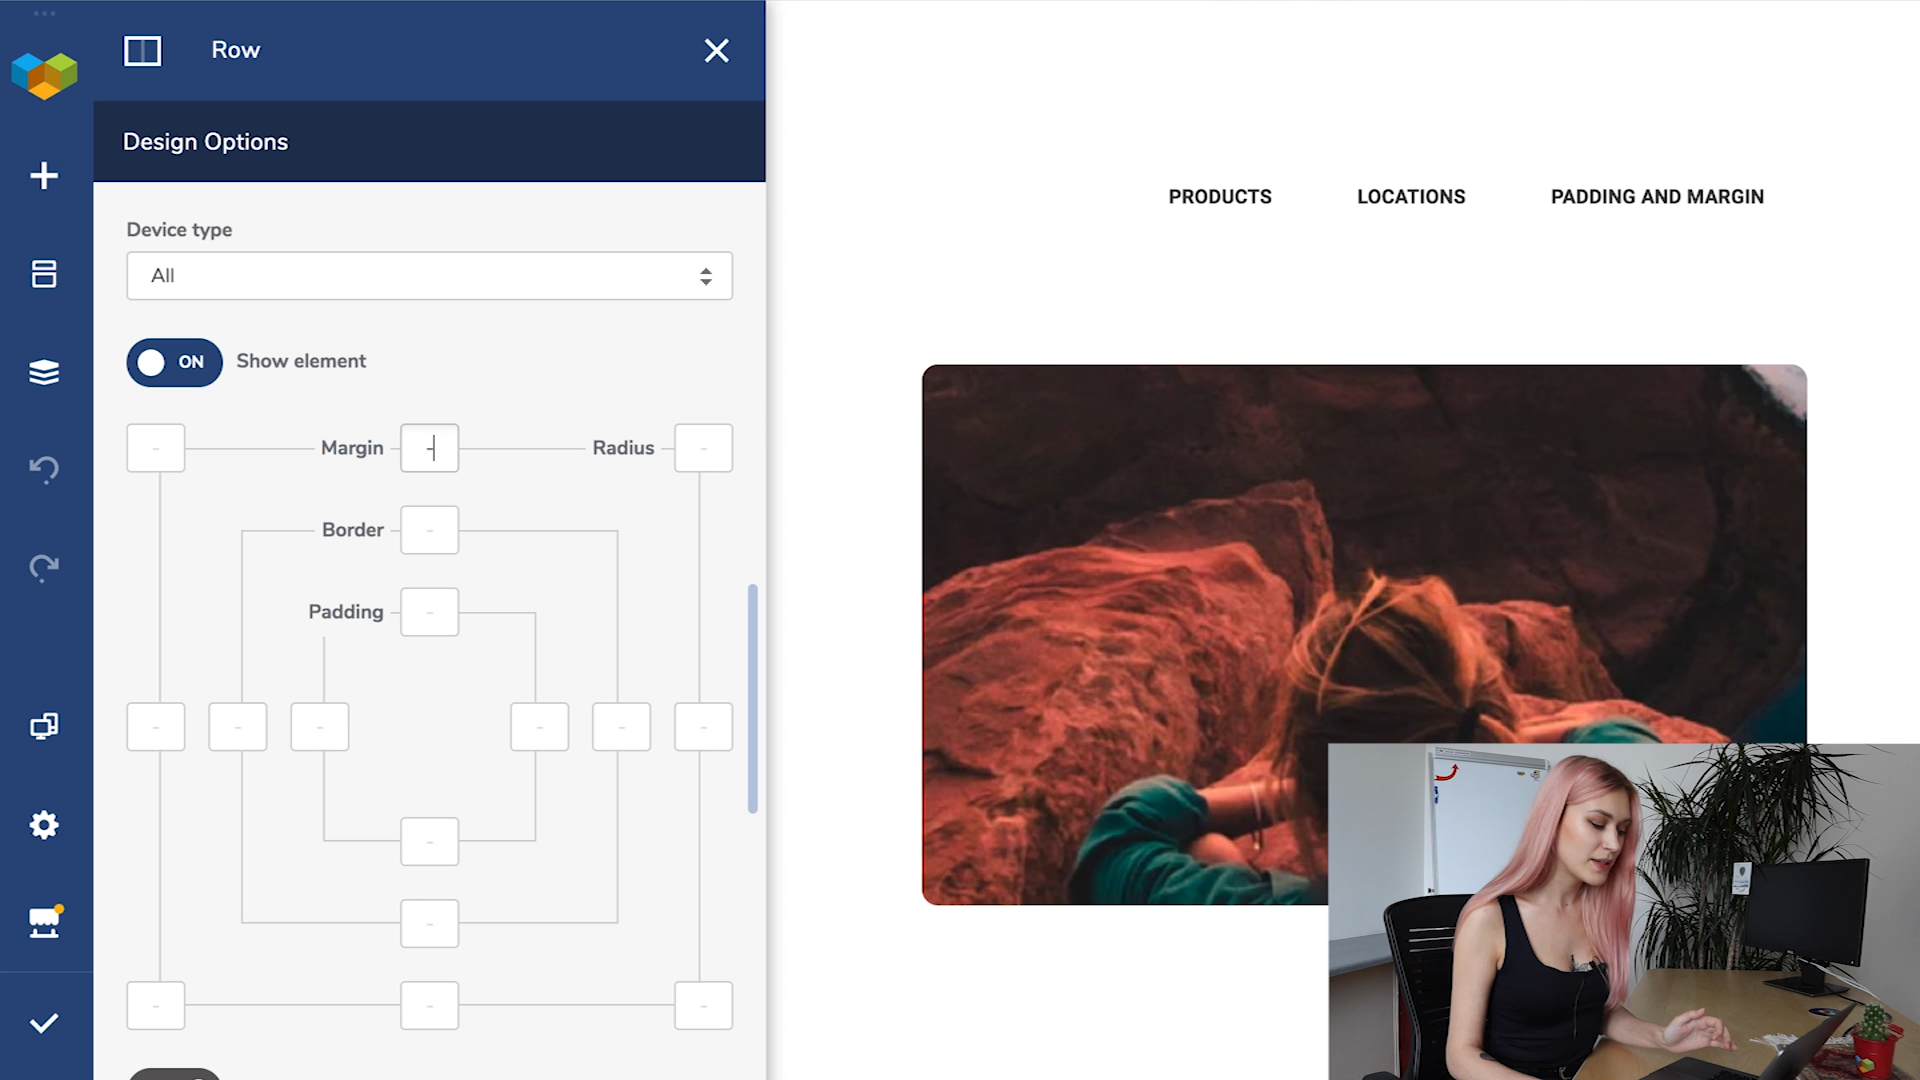 Row
Design Options
PRODUCTS LOCATIONS PADDING AND MARGIN
Device type
All
ON Show element
- Margin - Radius -
Border -
Padding -
- - - - - -
-
-
- - -